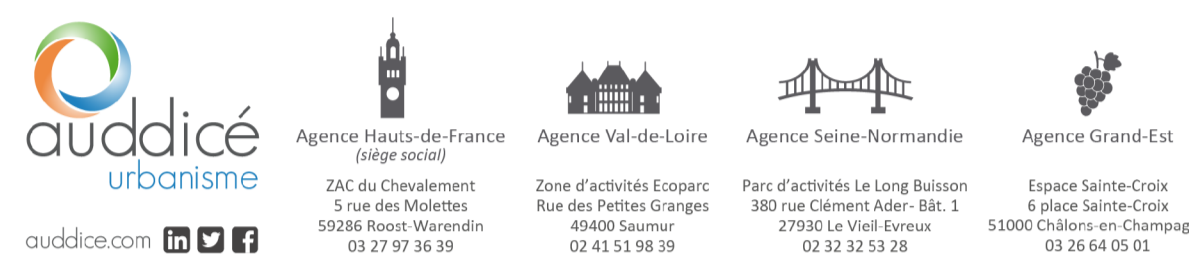 auddicé
urbanisme
auddice.com
Agence Hauts-de-France
(siège social)
ZAC du Chevalement
5 rue des Molettes
59286 Roost-Warendin
03 27 97 36 39
Agence Val-de-Loire
Zone d'activités Ecoparc
Rue des Petites Granges
49400 Saumur
02 41 51 98 39
Agence Seine-Normandie
Parc d'activités Le Long Buisson
380 rue Clément Ader- Bât. 1
27930 Le Vieil-Evreux
02 32 32 53 28
Agence Grand-Est
Espace Sainte-Croix
6 place Sainte-Croix
51000 Châlons-en-Champag
03 26 64 05 01